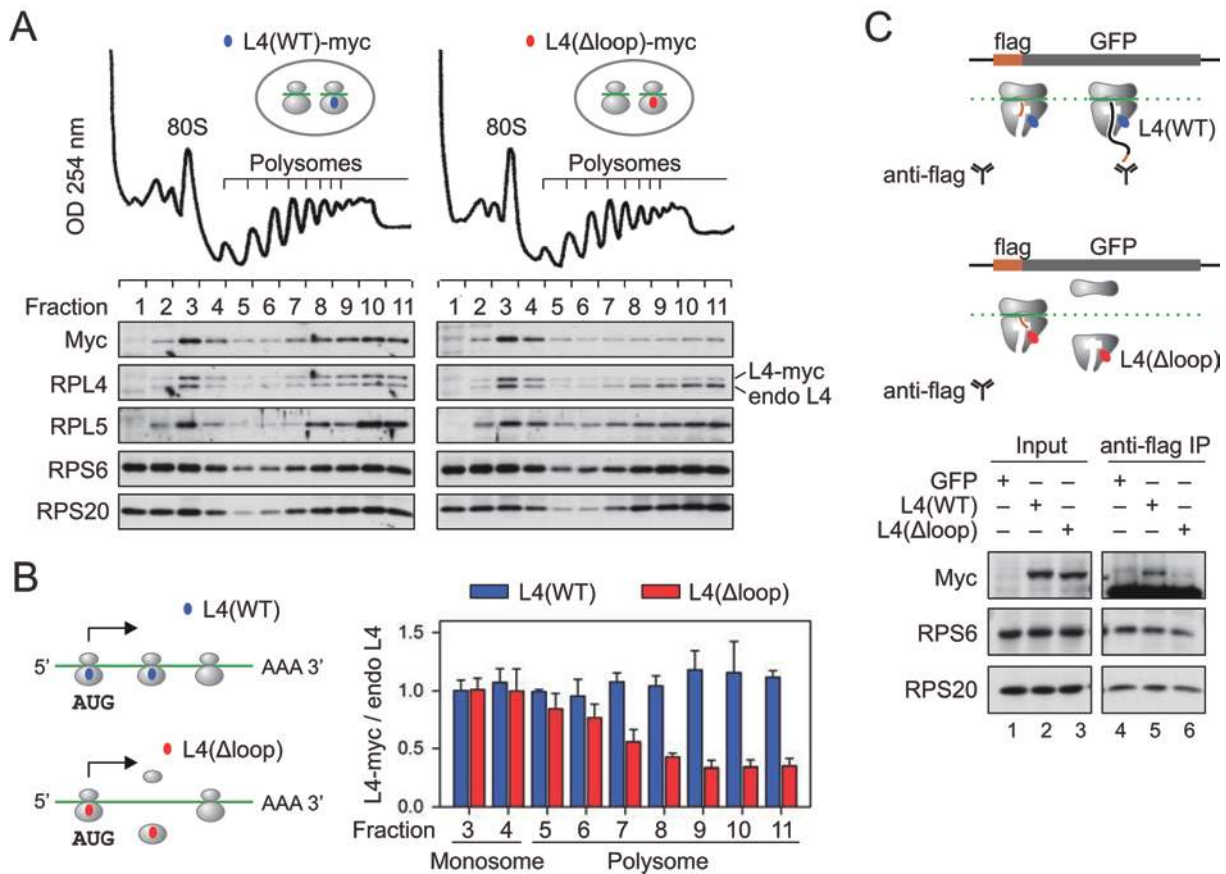 A
L4(WT)-myc
L4(Δloop)-myc
OD 254 nm
80S
Polysomes
80S
Polysomes
Fraction 1 2 3 4 5 6 7 8 9 10 11 1 2 3 4 5 6 7 8 9 10 11
Myc
RPL4
L4-myc
endo L4
RPL5
RPS6
RPS20
B
L4(WT)
5' AAA 3'
AUG
L4(Δloop)
5' AAA 3'
AUG
L4(WT) L4(Δloop)
L4-myc / endo L4
1.5
1.0
0.5
0.0
Fraction 3 4 5 6 7 8 9 10 11
Monosome Polysome
C
flag GFP
L4(WT)
anti-flag
flag GFP
L4(Δloop)
anti-flag
Input anti-flag IP
GFP + – – + – –
L4(WT) – + – – + –
L4(Δloop) – – + – – +
Myc
RPS6
RPS20
1 2 3 4 5 6